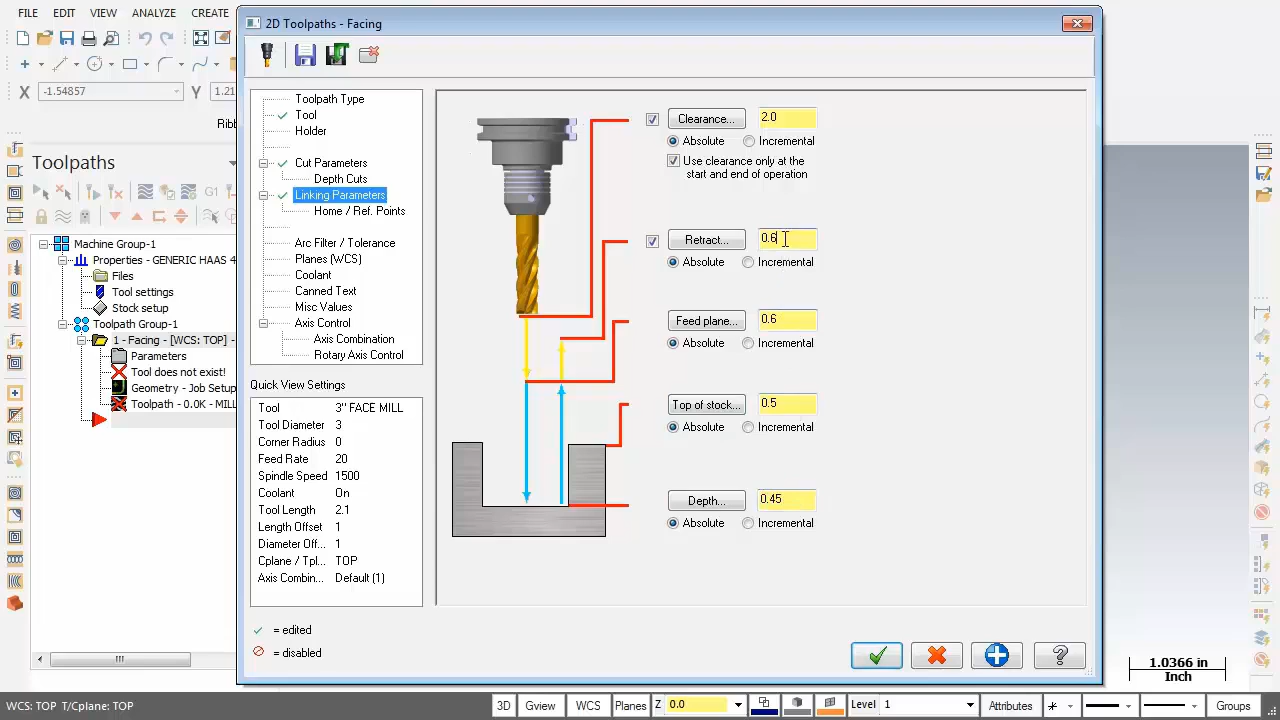 FILE EDIT VIEW ANALYZE CREATE
2D Toolpaths - Facing
X -1.54857 Y 1.21
Toolpaths
Machine Group-1
Properties - GENERIC HAAS 4
Files
Tool settings
Stock setup
Toolpath Group-1
1 - Facing - [WCS: TOP] -
Parameters
Tool does not exist!
Geometry - Job Setup
Toolpath - 0.0K - MILL
G1
Toolpath Type
Tool
Holder
Cut Parameters
Depth Cuts
Linking Parameters
Home / Ref. Points
Arc Filter / Tolerance
Planes (WCS)
Coolant
Canned Text
Misc Values
Axis Control
Axis Combination
Rotary Axis Control
Quick View Settings
Tool 3" FACE MILL
Tool Diameter 3
Corner Radius 0
Feed Rate 20
Spindle Speed 1500
Coolant On
Tool Length 2.1
Length Offset 1
Diameter Off... 1
Cplane / Tpl... TOP
Axis Combin... Default (1)
= edited
= disabled
Clearance... 2.0
Absolute Incremental
Use clearance only at the
start and end of operation
Retract... 0.6
Absolute Incremental
Feed plane... 0.6
Absolute Incremental
Top of stock... 0.5
Absolute Incremental
Depth... 0.45
Absolute Incremental
1.0366 in
Inch
WCS: TOP T/Cplane: TOP
3D Gview WCS Planes Z 0.0 Level 1 Attributes Groups